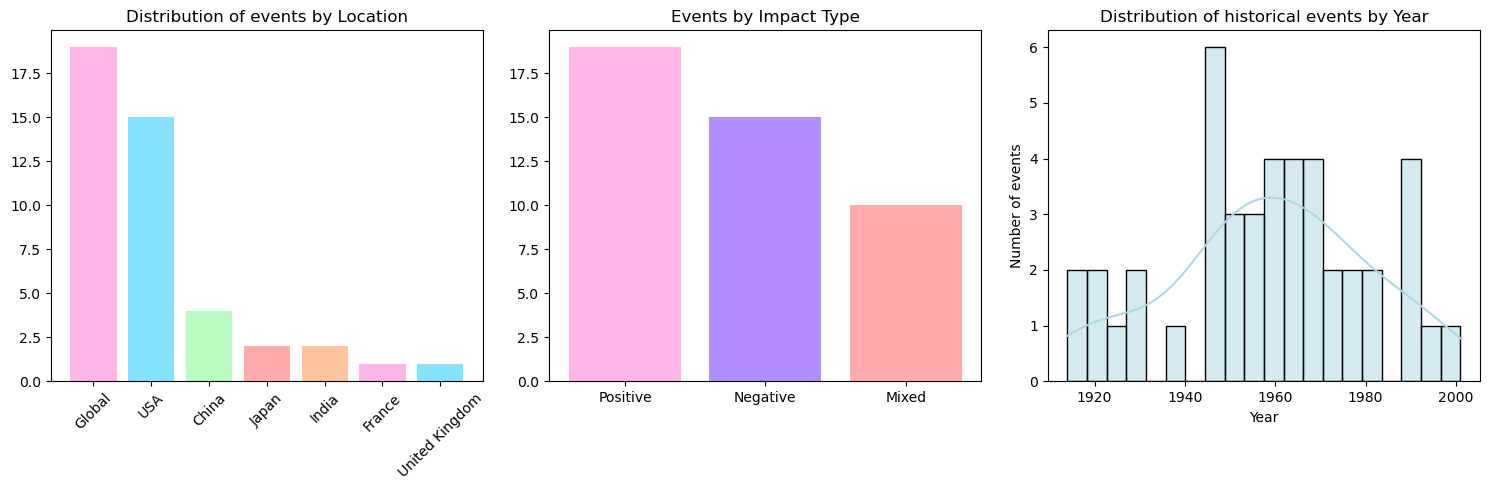 Distribution of events by Location
17.5
15.0
12.5
10.0
7.5
5.0
2.5
0.0
Global
USA
China
Japan
India
France
United Kingdom
Events by Impact Type
17.5
15.0
12.5
10.0
7.5
5.0
2.5
0.0
Positive
Negative
Mixed
Distribution of historical events by Year
Number of events
6
5
4
3
2
1
0
1920
1940
1960
1980
2000
Year